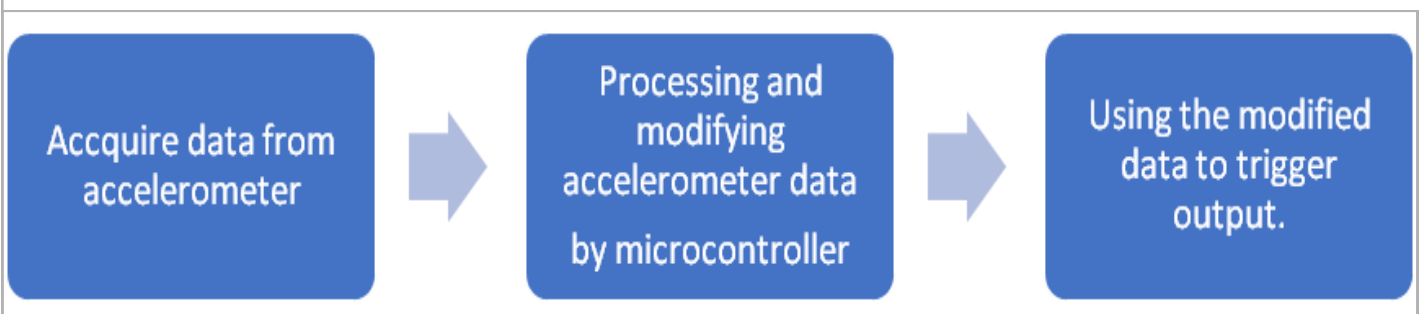 Accquire data from
accelerometer
Processing and
modifying
accelerometer data
by microcontroller
Using the modified
data to trigger
output.